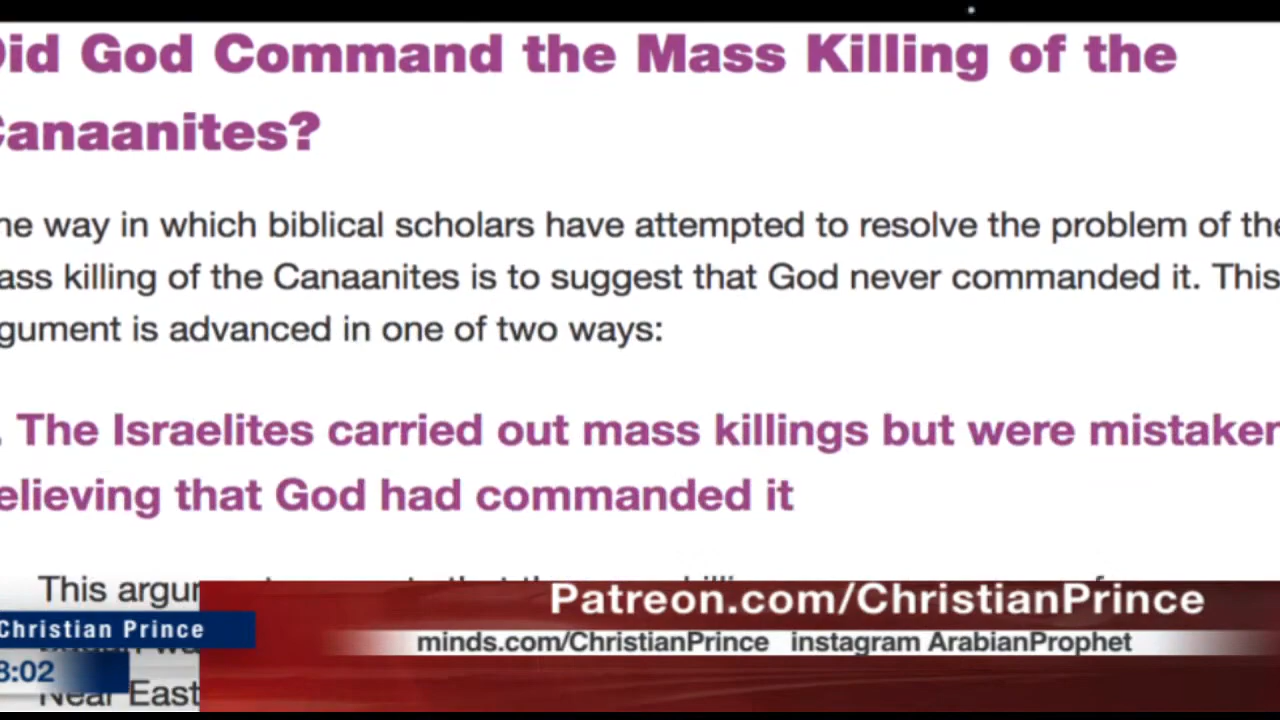 Did God Command the Mass Killing of the
Canaanites?
way in which biblical scholars have attempted to resolve the problem of the
killing of the Canaanites is to suggest that God never commanded it. This
argument is advanced in one of two ways:
. The Israelites carried out mass killings but were mistaken
believing that God had commanded it
This
Patreon.com/ChristianPrince
Christian Prince
minds.com/ChristianPrince instagram ArabianProphet
8:02
Near East